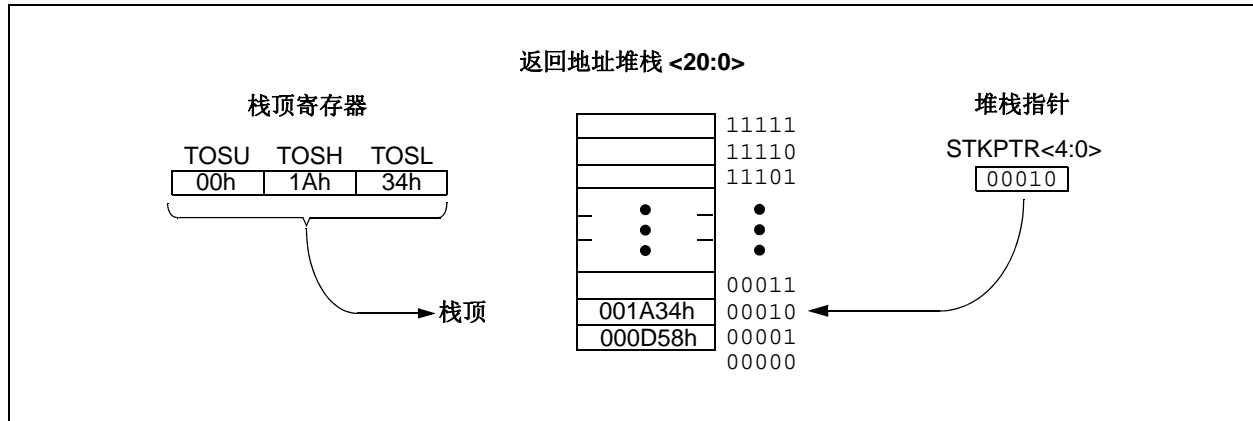 返回地址堆栈 <20:0>
栈顶寄存器
堆栈指针
TOSU TOSH TOSL
00h 1Ah 34h
STKPTR<4:0>
00010
11111
11110
11101
00011
栈顶
001A34h 00010
000D58h 00001
00000